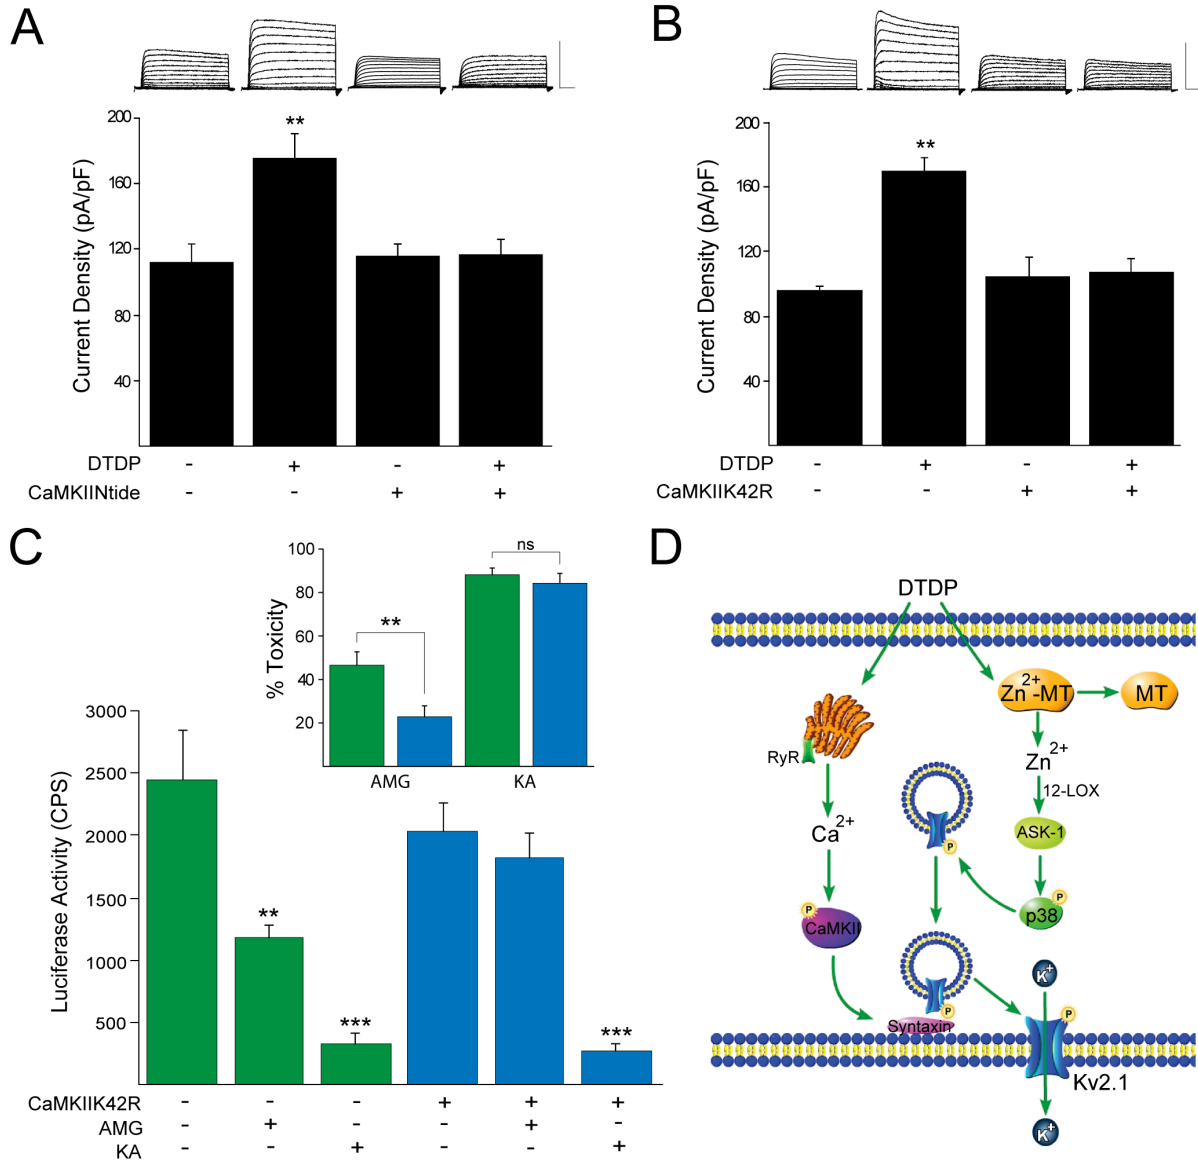 A
**
200
160
120
80
40
Current Density (pA/pF)
DTDP - + - +
CaMKIINtide - - + +
B
**
200
160
120
80
40
Current Density (pA/pF)
DTDP - + - +
CaMKIIK42R - - + +
C
100
80
60
40
20
% Toxicity
**
ns
AMG KA
3000
2500
2000
1500
1000
500
Luciferase Activity (CPS)
**
***
***
CaMKIIK42R - - - + + +
AMG - + - - + -
KA - - + - - +
D
DTDP
Zn2+-MT
MT
RyR
Zn2+
12-LOX
Ca2+
ASK-1
P
P
P
p38
CaMKII
K+
P
P
Syntaxin
Kv2.1
K+